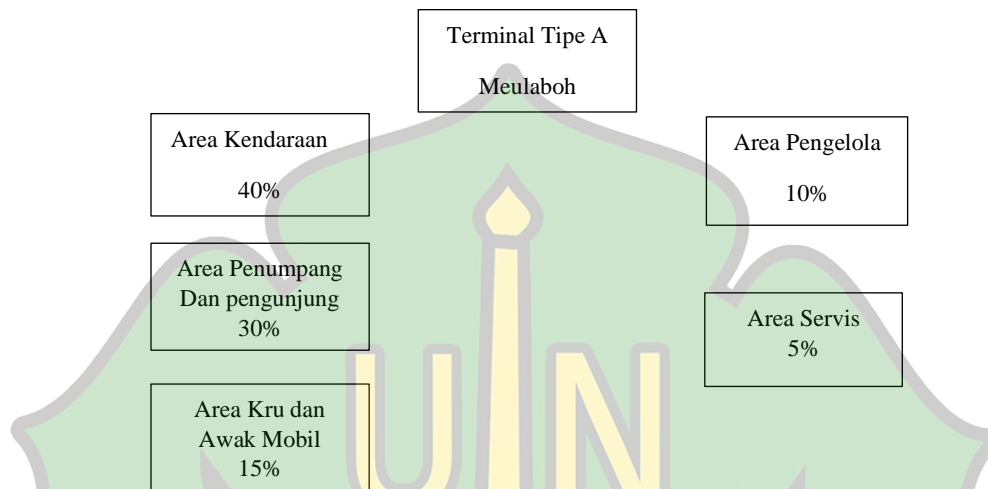 Terminal Tipe A
Meulaboh
Area Kendaraan
40%
Area Penumpang
Dan pengunjung
30%
Area Kru dan
Awak Mobil
15%
Area Pengelola
10%
Area Servis
5%
UIN